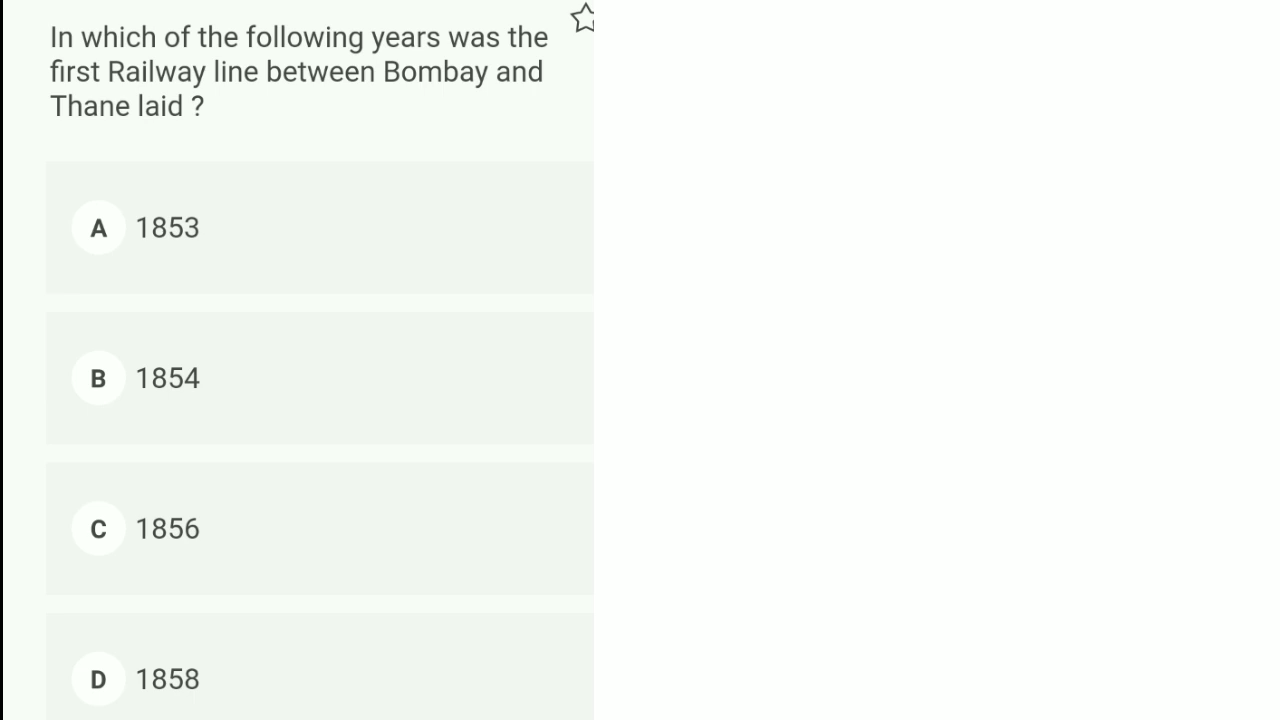 In which of the following years was the
first Railway line between Bombay and
Thane laid ?
A 1853
B 1854
C 1856
D 1858